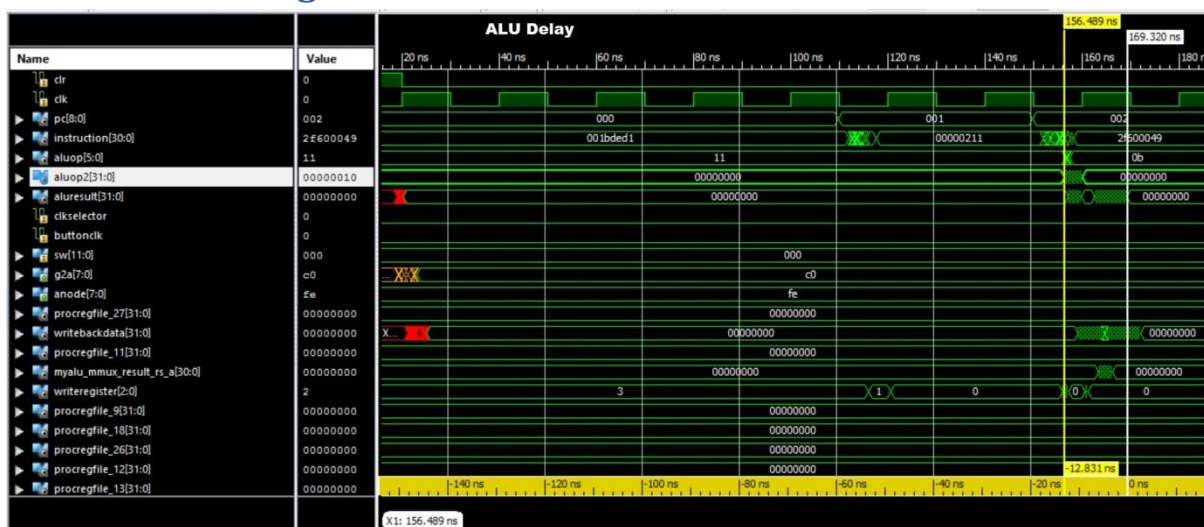 ALU Delay
156.489 ns
169.320 ns
Name Value
20 ns 40 ns 60 ns 80 ns 100 ns 120 ns 140 ns 160 ns 180 n
clr 0
clk 0
pc[8:0] 002 000 001 002
instruction[30:0] 2f600049 001bded1 00000211 2f600049
aluop[5:0] 11 11 0b
aluop2[31:0] 00000010 00000000 00000000
aluresult[31:0] 00000000 00000000 00000000
clkselector 0
buttonclk 0
sw[11:0] 000 000
g2a[7:0] c0 ... c0
anode[7:0] fe fe
procregfile_27[31:0] 00000000 00000000
writebackdata[31:0] 00000000 X... 00000000 00000000
procregfile_11[31:0] 00000000 00000000
myalu_mmux_result_rs_a[30:0] 00000000 00000000 00000000
writeregister[2:0] 2 3 1 0 0 0
procregfile_9[31:0] 00000000 00000000
procregfile_18[31:0] 00000000 00000000
procregfile_26[31:0] 00000000 00000000
procregfile_12[31:0] 00000000 00000000
procregfile_13[31:0] 00000000
-12.831 ns
-140 ns -120 ns -100 ns -80 ns -60 ns -40 ns -20 ns 0 ns
X1: 156.489 ns